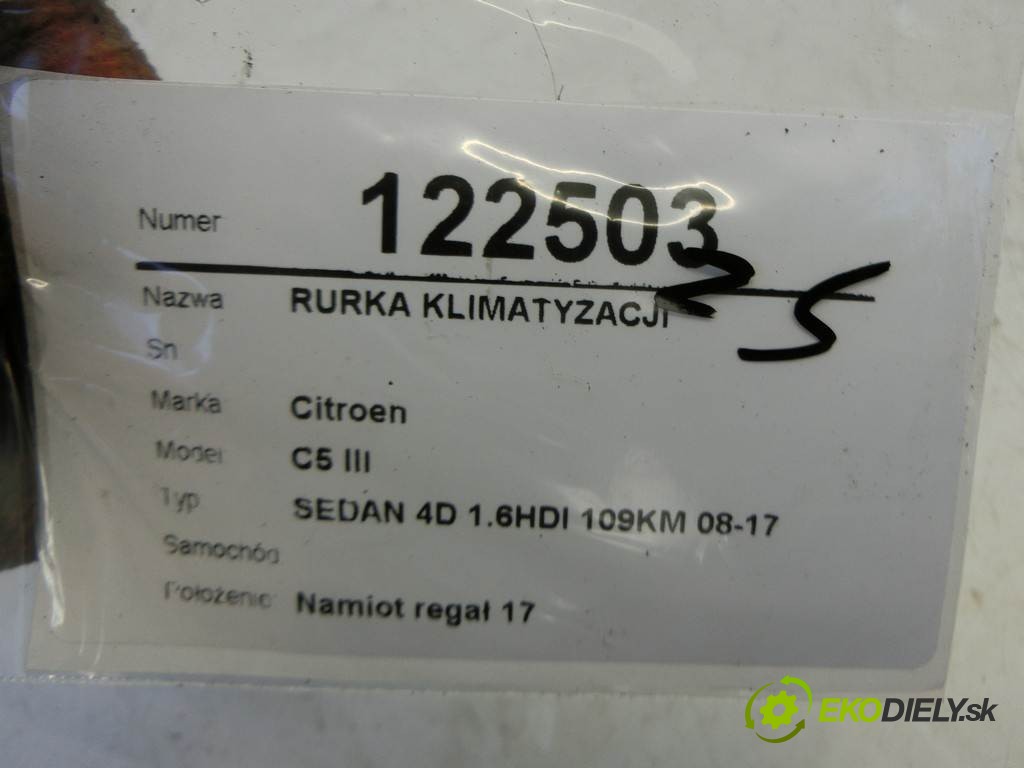 Numer 122503
Nazwa RURKA KLIMATYZACJI
Sn
Marka Citroen
Model C5 III
Typ SEDAN 4D 1.6HDI 109KM 08-17
Samochód
Położenie Namiot regał 17
EKODIELY.sk